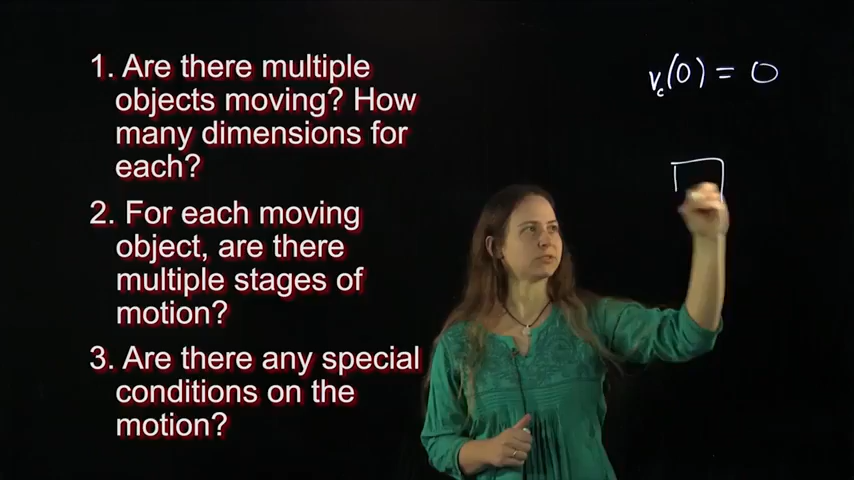 1. Are there multiple
objects moving? How
many dimensions for
each?
2. For each moving
object, are there
multiple stages of
motion?
3. Are there any special
conditions on the
motion?
v_c(0) = 0